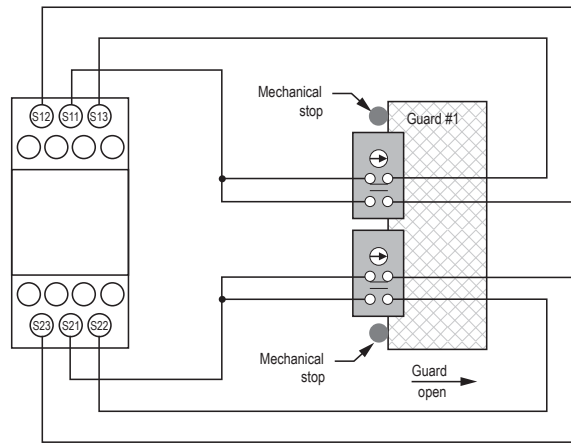 S12 S11 S13
Mechanical
stop
Guard #1
S23 S21 S22
Mechanical
stop
Guard
open